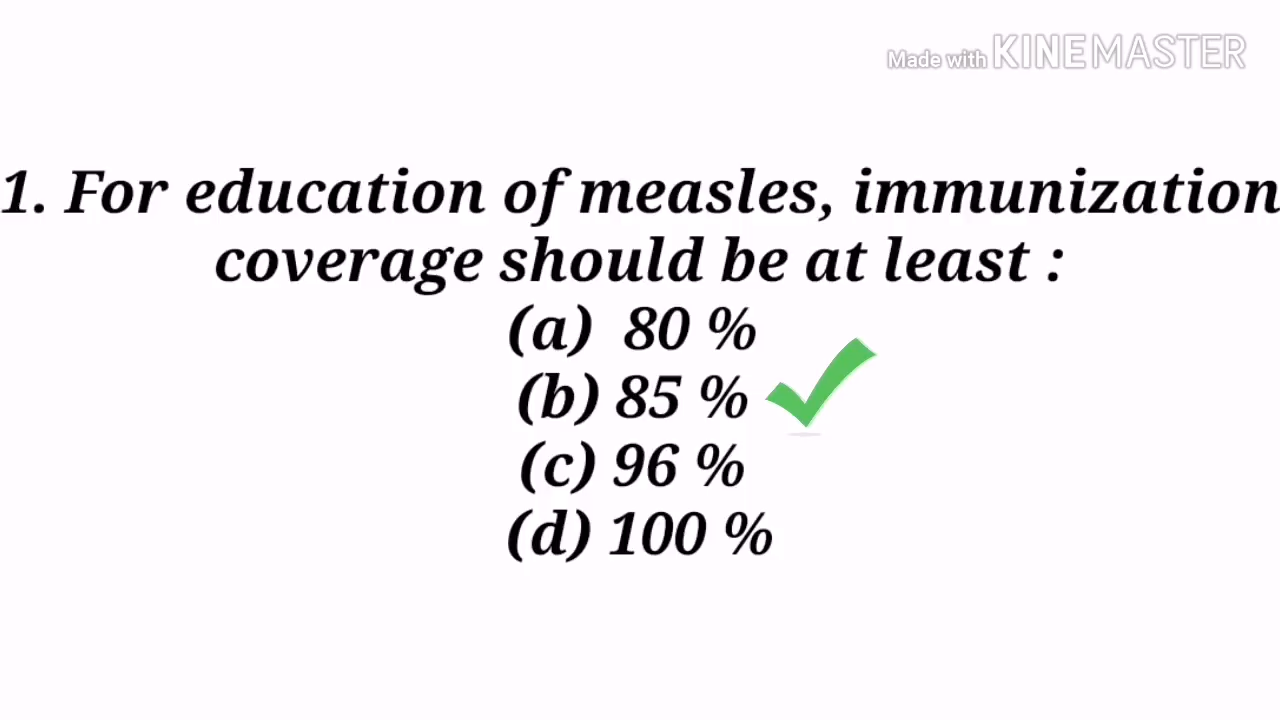 Made with KINEMASTER
1. For education of measles, immunization
coverage should be at least :
(a) 80 %
(b) 85 %
(c) 96 %
(d) 100 %